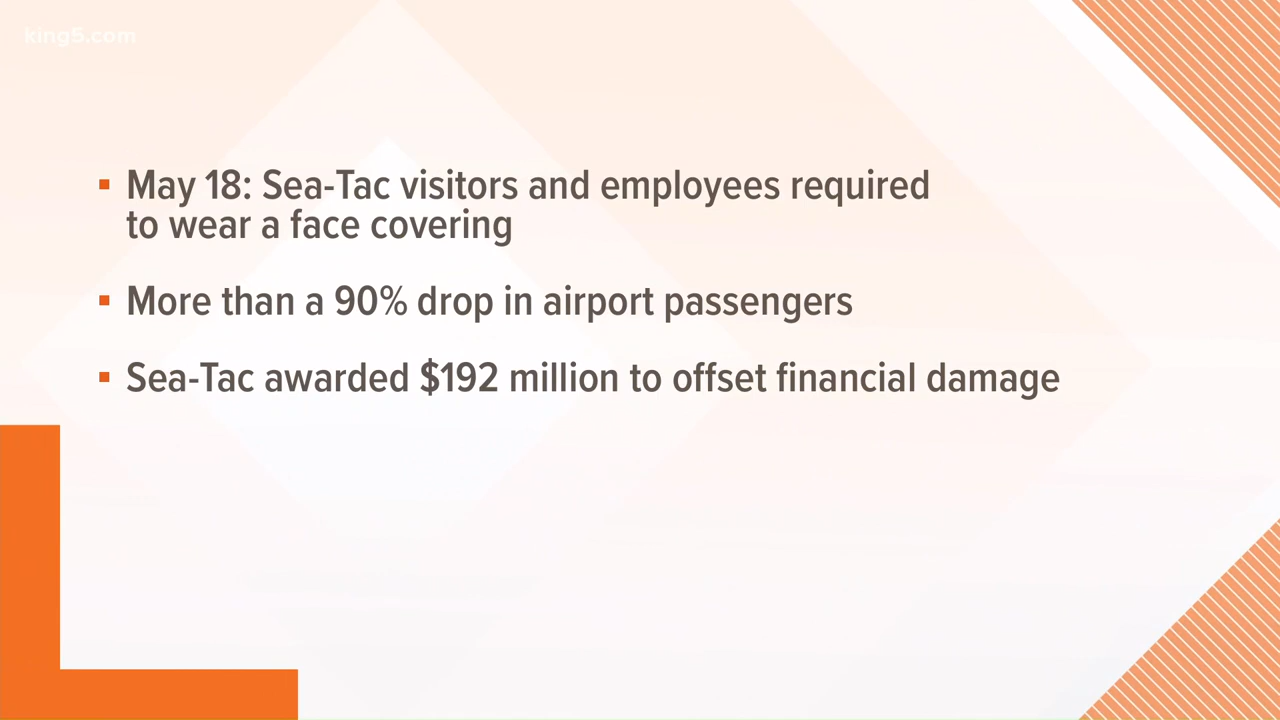 king5.com
▪ May 18: Sea-Tac visitors and employees required
to wear a face covering
▪ More than a 90% drop in airport passengers
▪ Sea-Tac awarded $192 million to offset financial damage